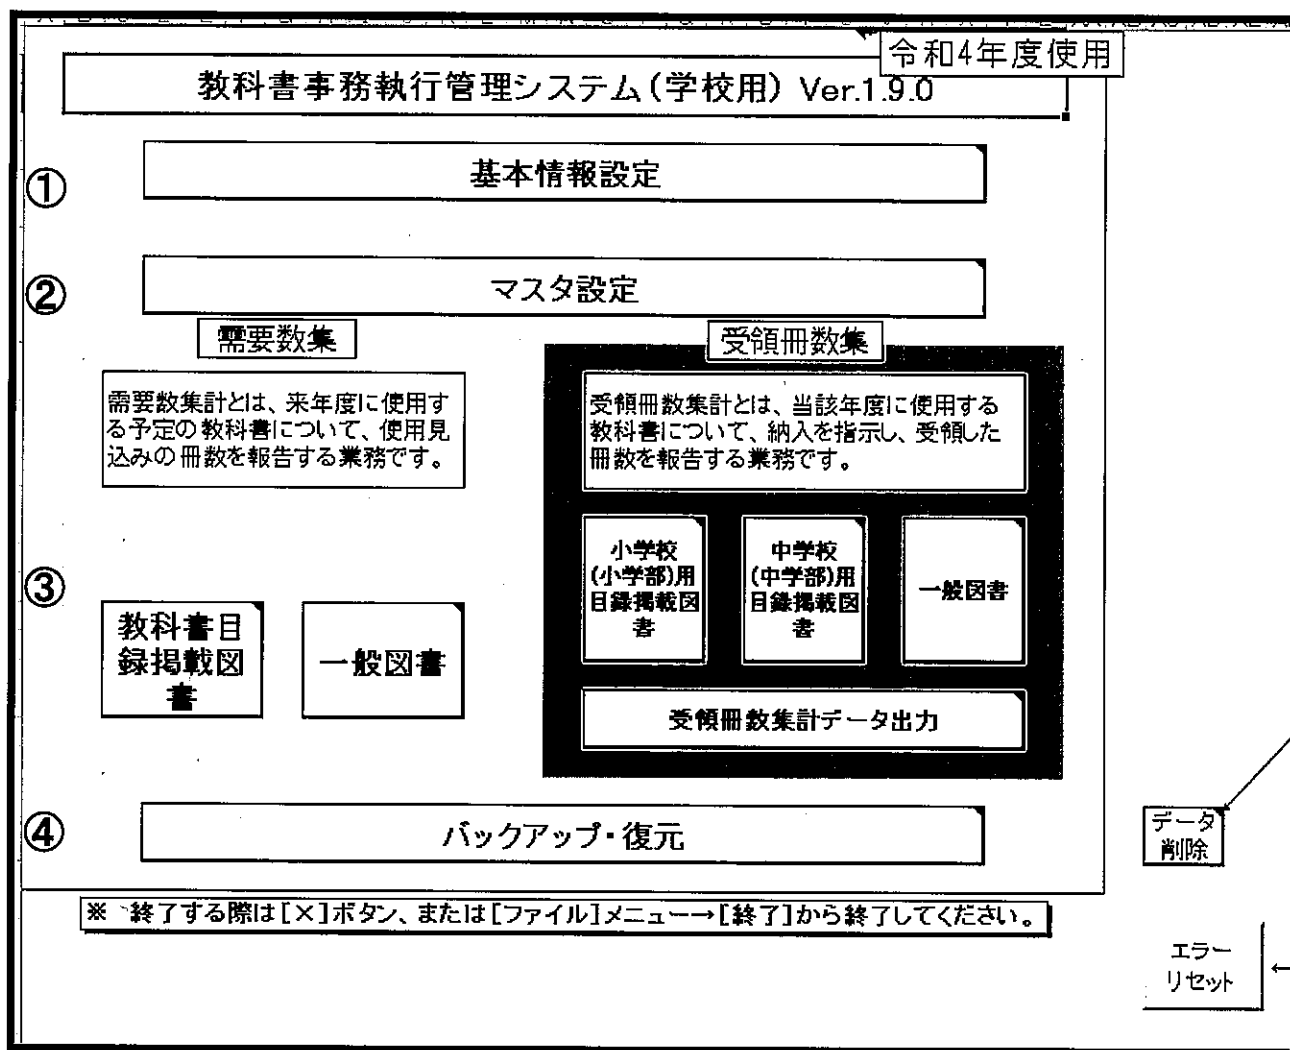 令和4年度使用
教科書事務執行管理システム(学校用) Ver.1.9.0
①
基本情報設定
②
マスタ設定
需要数集
需要数集計とは、来年度に使用す
る予定の教科書について、使用見
込みの冊数を報告する業務です。
受領冊数集
受領冊数集計とは、当該年度に使用する
教科書について、納入を指示し、受領した
冊数を報告する業務です。
③
教科書目
録掲載図
書
一般図書
小学校
(小学部)用
目録掲載図
書
中学校
(中学部)用
目録掲載図
書
一般図書
受領冊数集計データ出力
④
バックアップ・復元
データ
削除
※ 終了する際は[×]ボタン、または[ファイル]メニュー→[終了]から終了してください。
エラー
リセット
←